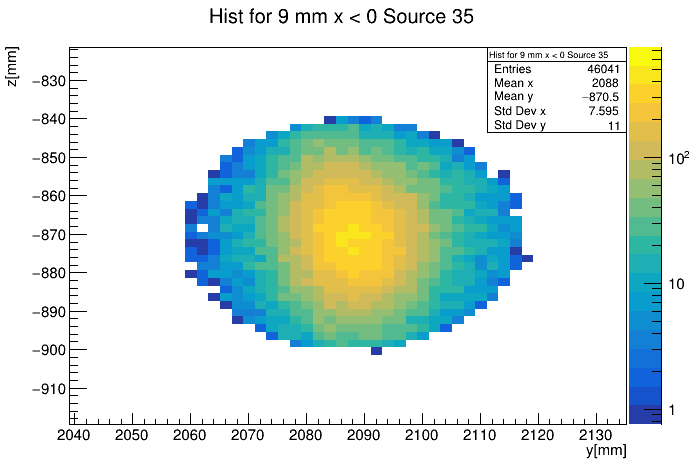 Hist for 9 mm x < 0 Source 35
z[mm]
Hist for 9 mm x < 0 Source 35
Entries 46041
Mean x 2088
Mean y −870.5
Std Dev x 7.595
Std Dev y 11
−830
−840
−850
−860
−870
−880
−890
−900
−910
10²
10
1
2040 2050 2060 2070 2080 2090 2100 2110 2120 2130
y[mm]